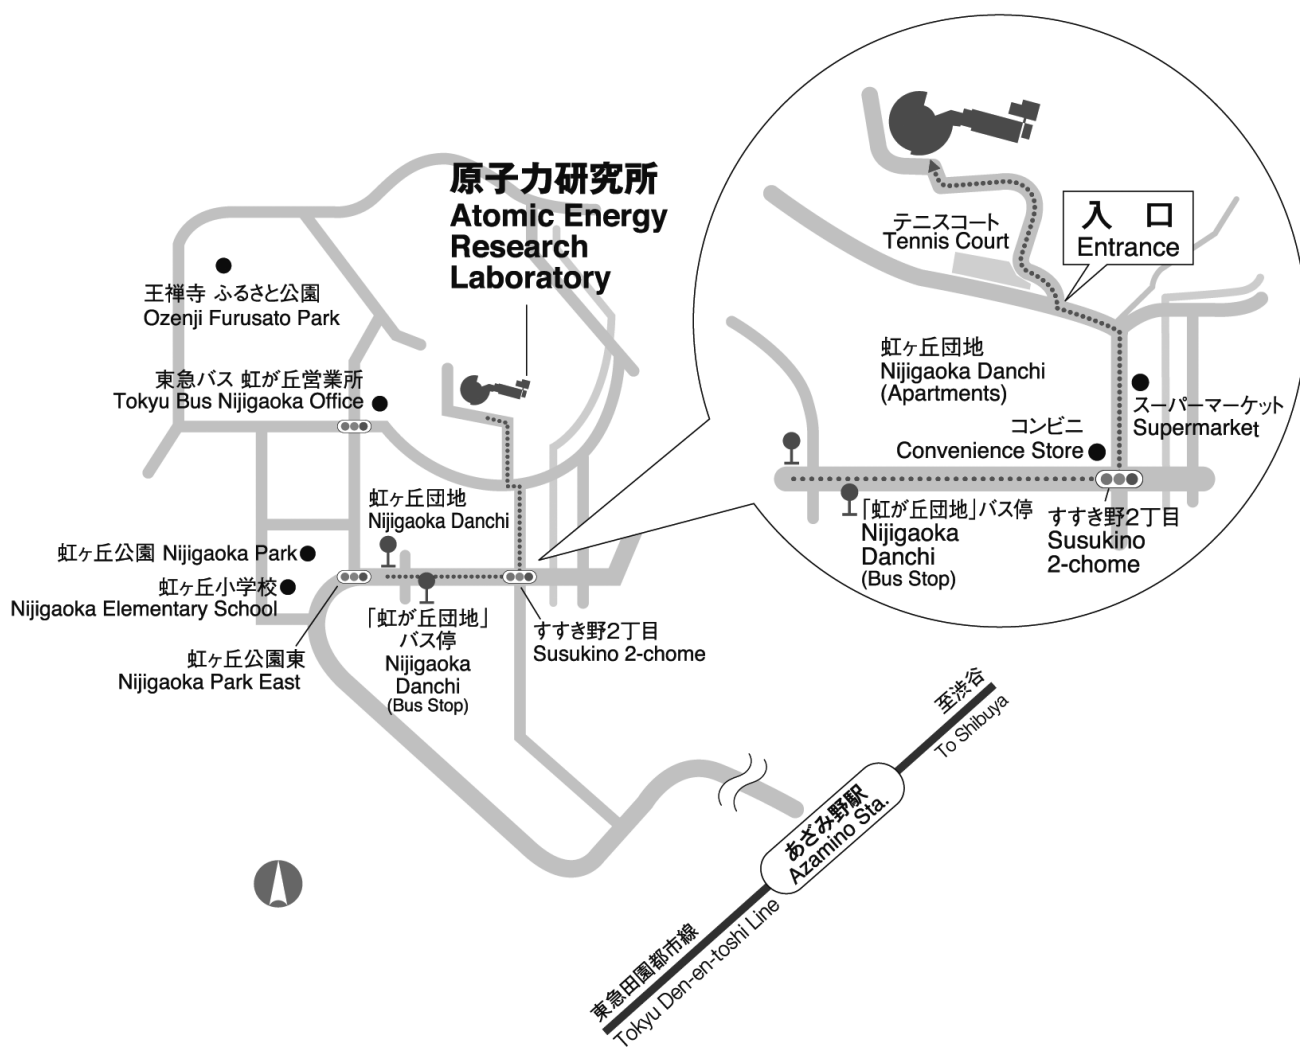 原子力研究所
Atomic Energy
Research
Laboratory
王禅寺 ふるさと公園
Ozenji Furusato Park
東急バス 虹が丘営業所
Tokyu Bus Nijigaoka Office
虹ヶ丘団地
Nijigaoka Danchi
虹ヶ丘公園 Nijigaoka Park
虹ヶ丘小学校
Nijigaoka Elementary School
虹ヶ丘公園東
Nijigaoka Park East
「虹が丘団地」
バス停
Nijigaoka
Danchi
(Bus Stop)
すすき野2丁目
Susukino 2-chome
テニスコート
Tennis Court
入 口
Entrance
虹ヶ丘団地
Nijigaoka Danchi
(Apartments)
スーパーマーケット
Supermarket
コンビニ
Convenience Store
「虹が丘団地」バス停
Nijigaoka
Danchi
(Bus Stop)
すすき野2丁目
Susukino
2-chome
至渋谷
To Shibuya
あざみ野駅
Azamino Sta.
東急田園都市線
Tokyu Den-en-toshi Line